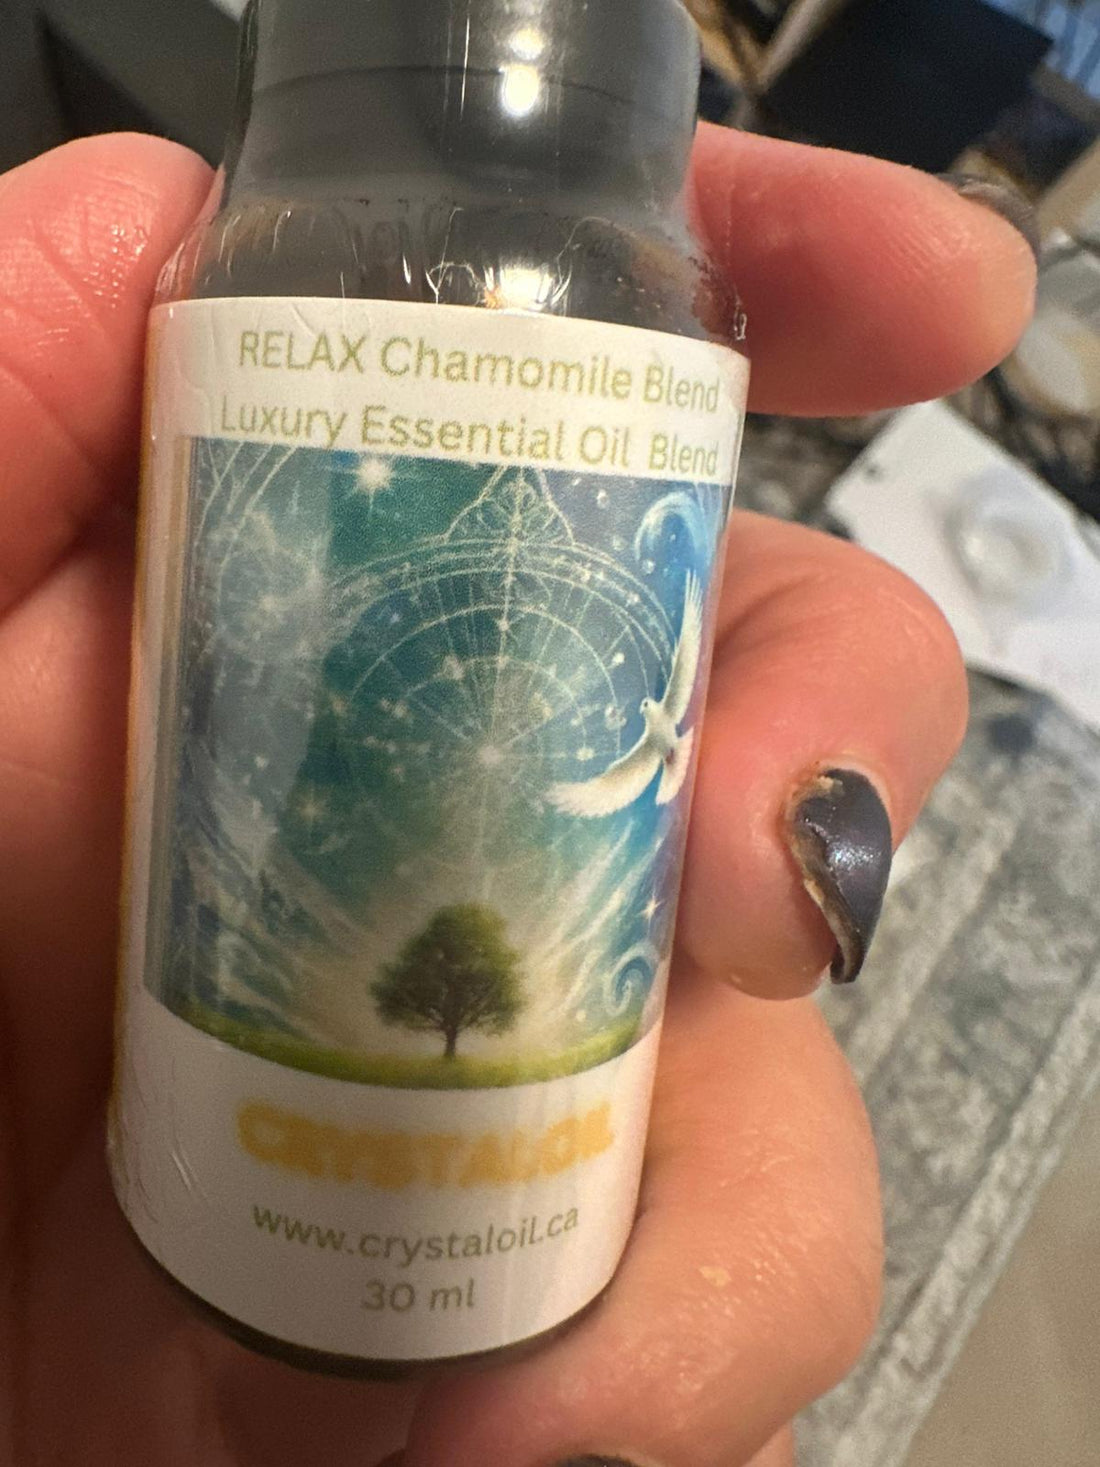 RELAX Chamomile Blend
Luxury Essential Oil Blend
CRYSTALOIL
www.crystaloil.ca
30 ml